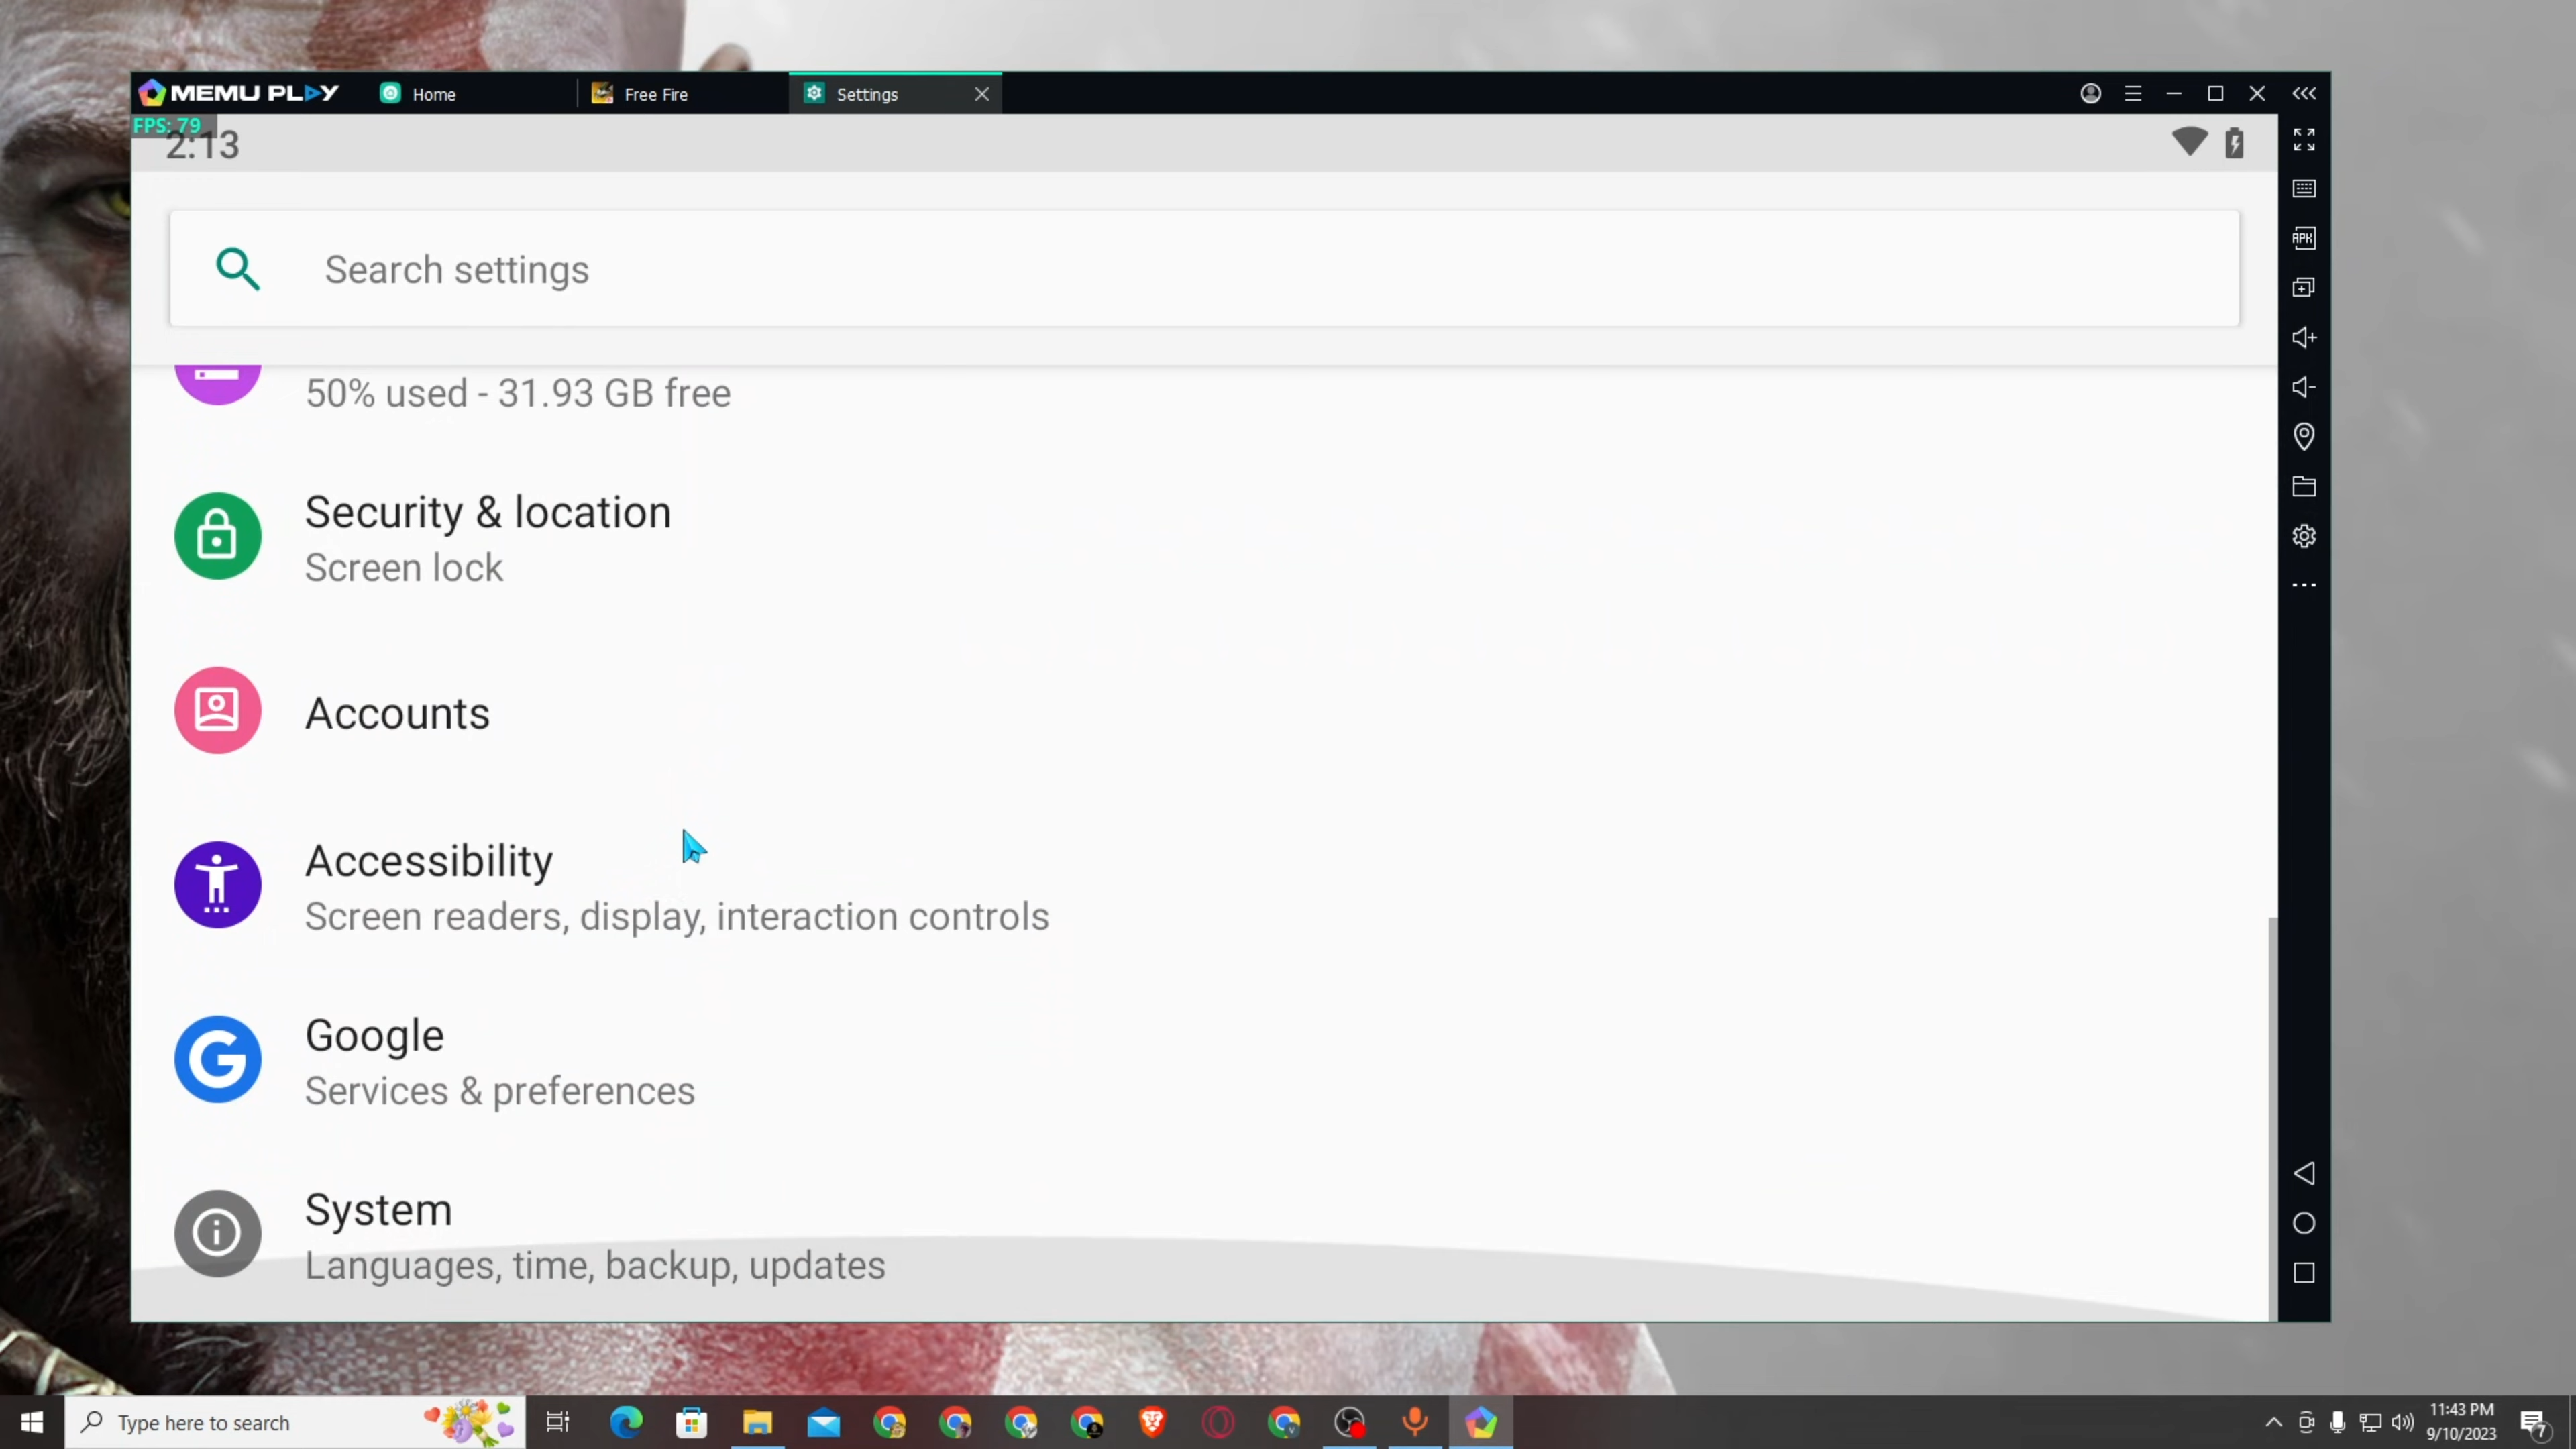 MEMU PLAY
Home
Free Fire
Settings
FPS: 79
2:13
APK
Search settings
50% used - 31.93 GB free
Security & location
Screen lock
Accounts
Accessibility
Screen readers, display, interaction controls
Google
Services & preferences
System
Languages, time, backup, updates
Type here to search
11:43 PM
9/10/2023
7